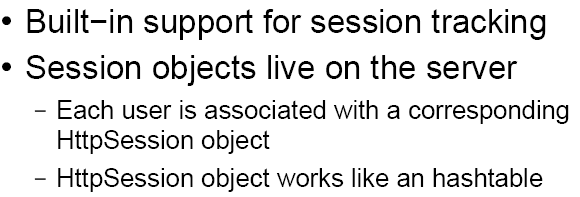 • Built−in support for session tracking
• Session objects live on the server
− Each user is associated with a corresponding
HttpSession object
− HttpSession object works like an hashtable